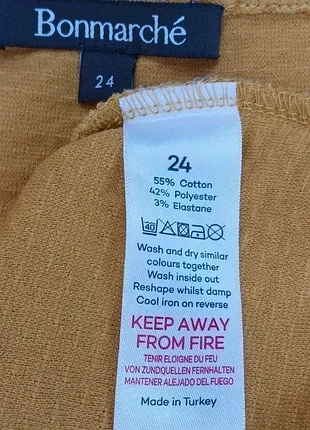 Bonmarché
24
24
55% Cotton
42% Polyester
3% Elastane
40
Wash and dry similar
colours together
Wash inside out
Reshape whilst damp
Cool iron on reverse
KEEP AWAY
FROM FIRE
TENIR ELOIGNE DU FEU
VON ZUNDQUELLEN FERNHALTEN
MANTENER ALEJADO DEL FUEGO
Made in Turkey